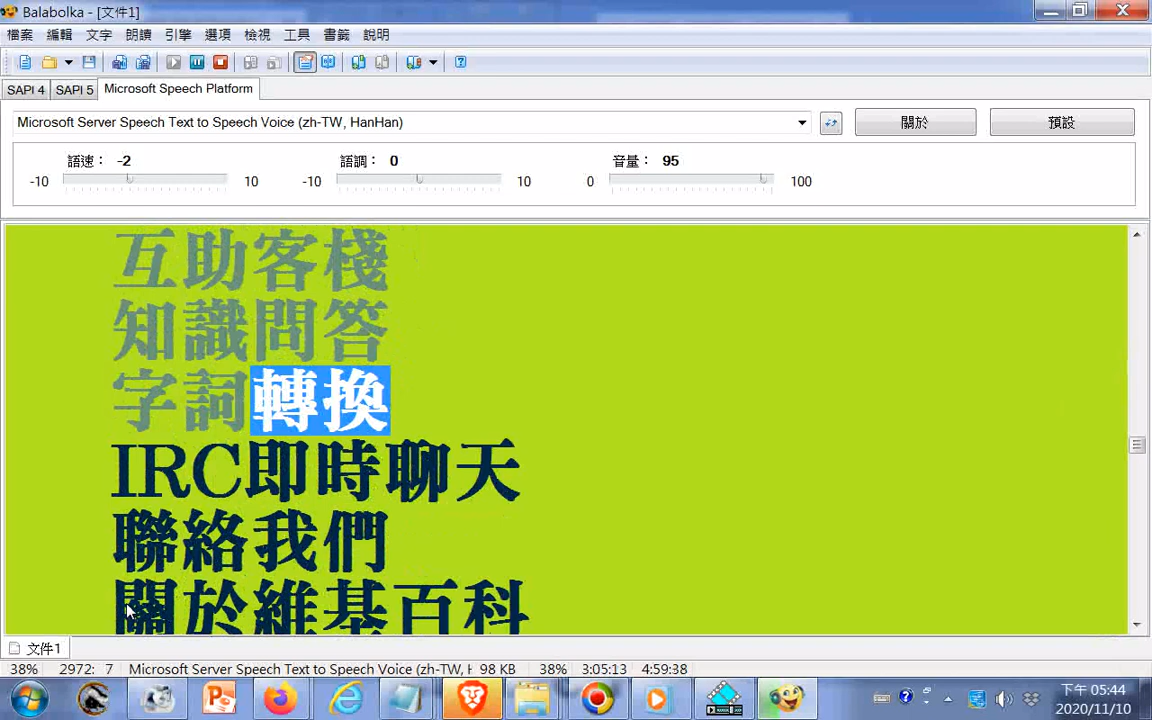 Balabolka - [文件1]
檔案 編輯 文字 朗讀 引擎 選項 檢視 工具 書籤 說明
SAPI 4 SAPI 5 Microsoft Speech Platform
Microsoft Server Speech Text to Speech Voice (zh-TW, HanHan)
關於 預設
語速： -2 語調： 0 音量： 95
-10 10 -10 10 0 100
互助客棧
知識問答
字詞轉換
IRC即時聊天
聯絡我們
關於維基百科
文件1
38% 2972: 7 Microsoft Server Speech Text to Speech Voice (zh-TW, H 98 KB 38% 3:05:13 4:59:38
下午 05:44
2020/11/10